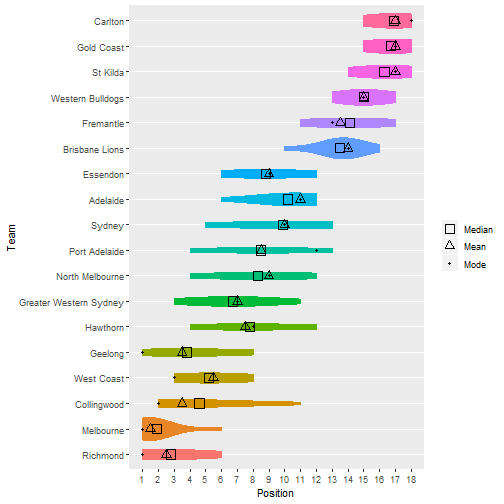 Carlton
Gold Coast
St Kilda
Western Bulldogs
Fremantle
Brisbane Lions
Essendon
Adelaide
Sydney
Port Adelaide
North Melbourne
Greater Western Sydney
Hawthorn
Geelong
West Coast
Collingwood
Melbourne
Richmond
Team
1 2 3 4 5 6 7 8 9 10 11 12 13 14 15 16 17 18
Position
Median
Mean
Mode